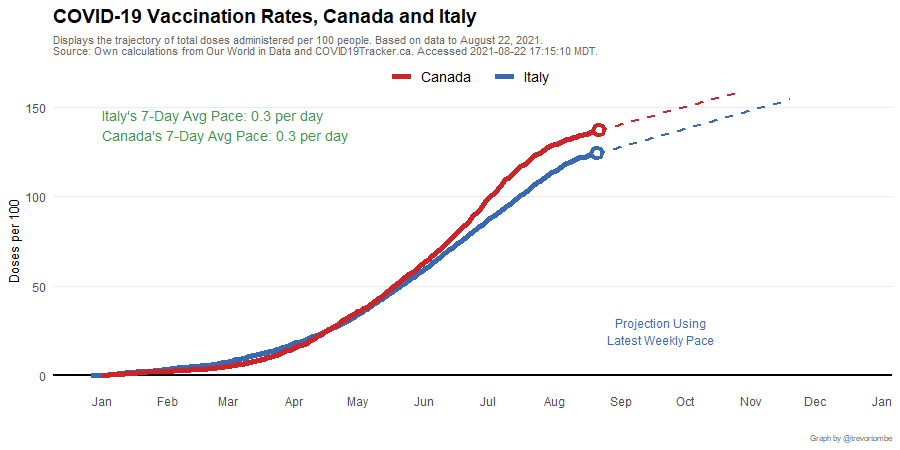 COVID-19 Vaccination Rates, Canada and Italy
Displays the trajectory of total doses administered per 100 people. Based on data to August 22, 2021.
Source: Own calculations from Our World in Data and COVID19Tracker.ca. Accessed 2021-08-22 17:15:10 MDT.
Canada Italy
150
Italy's 7-Day Avg Pace: 0.3 per day
Canada's 7-Day Avg Pace: 0.3 per day
100
Doses per 100
50
Projection Using
Latest Weekly Pace
0
Jan Feb Mar Apr May Jun Jul Aug Sep Oct Nov Dec Jan
Graph by @trevortombe